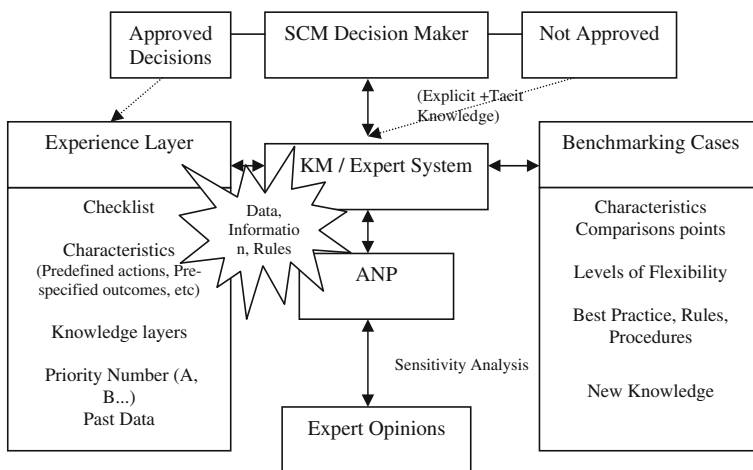 Approved
Decisions
SCM Decision Maker
Not Approved
(Explicit +Tacit
Knowledge)
Experience Layer
KM / Expert System
Benchmarking Cases
Data,
Informatio
n, Rules
Checklist
Characteristics
(Predefined actions, Pre-
specified outcomes, etc)
Knowledge layers
Priority Number (A,
B...)
Past Data
ANP
Sensitivity Analysis
Expert Opinions
Characteristics
Comparisons points
Levels of Flexibility
Best Practice, Rules,
Procedures
New Knowledge